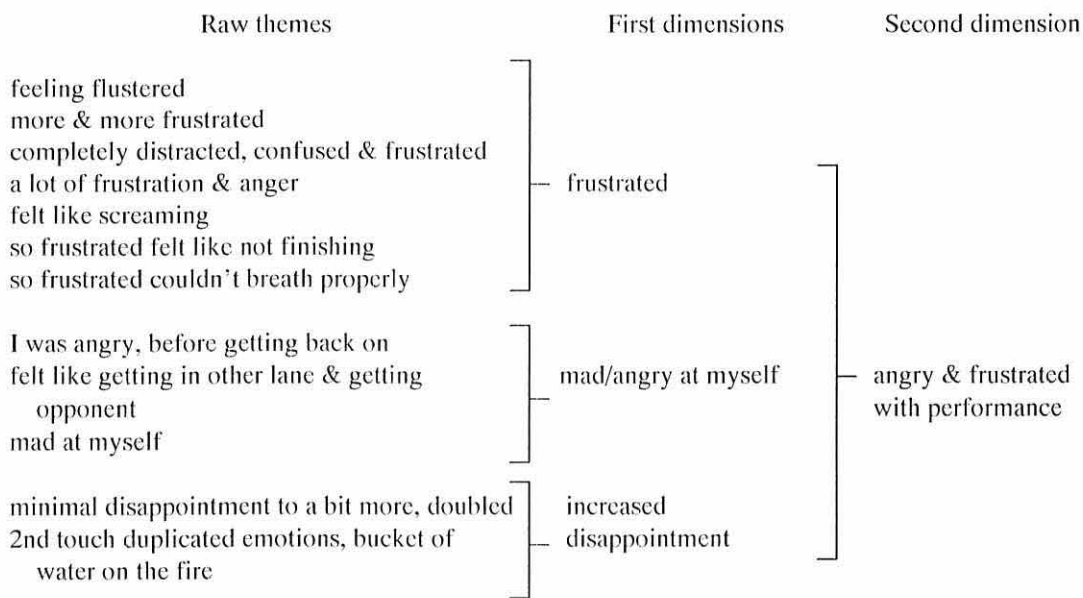 Raw themes
First dimensions
Second dimension
feeling flustered
more & more frustrated
completely distracted, confused & frustrated
a lot of frustration & anger
felt like screaming
so frustrated felt like not finishing
so frustrated couldn't breath properly
frustrated
I was angry, before getting back on
felt like getting in other lane & getting
opponent
mad at myself
mad/angry at myself
minimal disappointment to a bit more, doubled
2nd touch duplicated emotions, bucket of
water on the fire
increased
disappointment
angry & frustrated
with performance